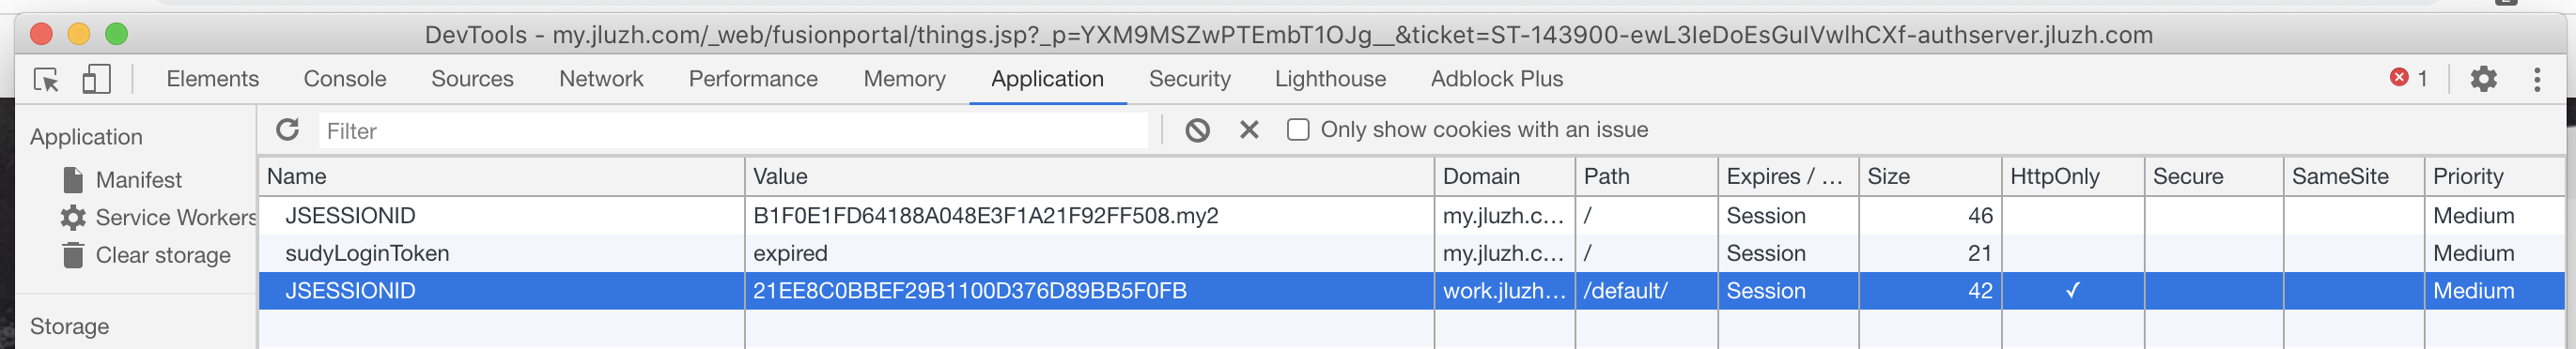 DevTools - my.jluzh.com/_web/fusionportal/things.jsp?_p=YXM9MSZwPTEmbT1OJg__&ticket=ST-143900-ewL3leDoEsGuIVwlhCXf-authserver.jluzh.com
Elements Console Sources Network Performance Memory Application Security Lighthouse Adblock Plus 1
Application
Manifest
Service Workers
Clear storage
Storage
Filter Only show cookies with an issue
Name Value Domain Path Expires / ... Size HttpOnly Secure SameSite Priority
JSESSIONID B1F0E1FD64188A048E3F1A21F92FF508.my2 my.jluzh.c... / Session 46 Medium
sudyLoginToken expired my.jluzh.c... / Session 21 Medium
JSESSIONID 21EE8C0BBEF29B1100D376D89BB5F0FB work.jluzh... /default/ Session 42 ✓ Medium